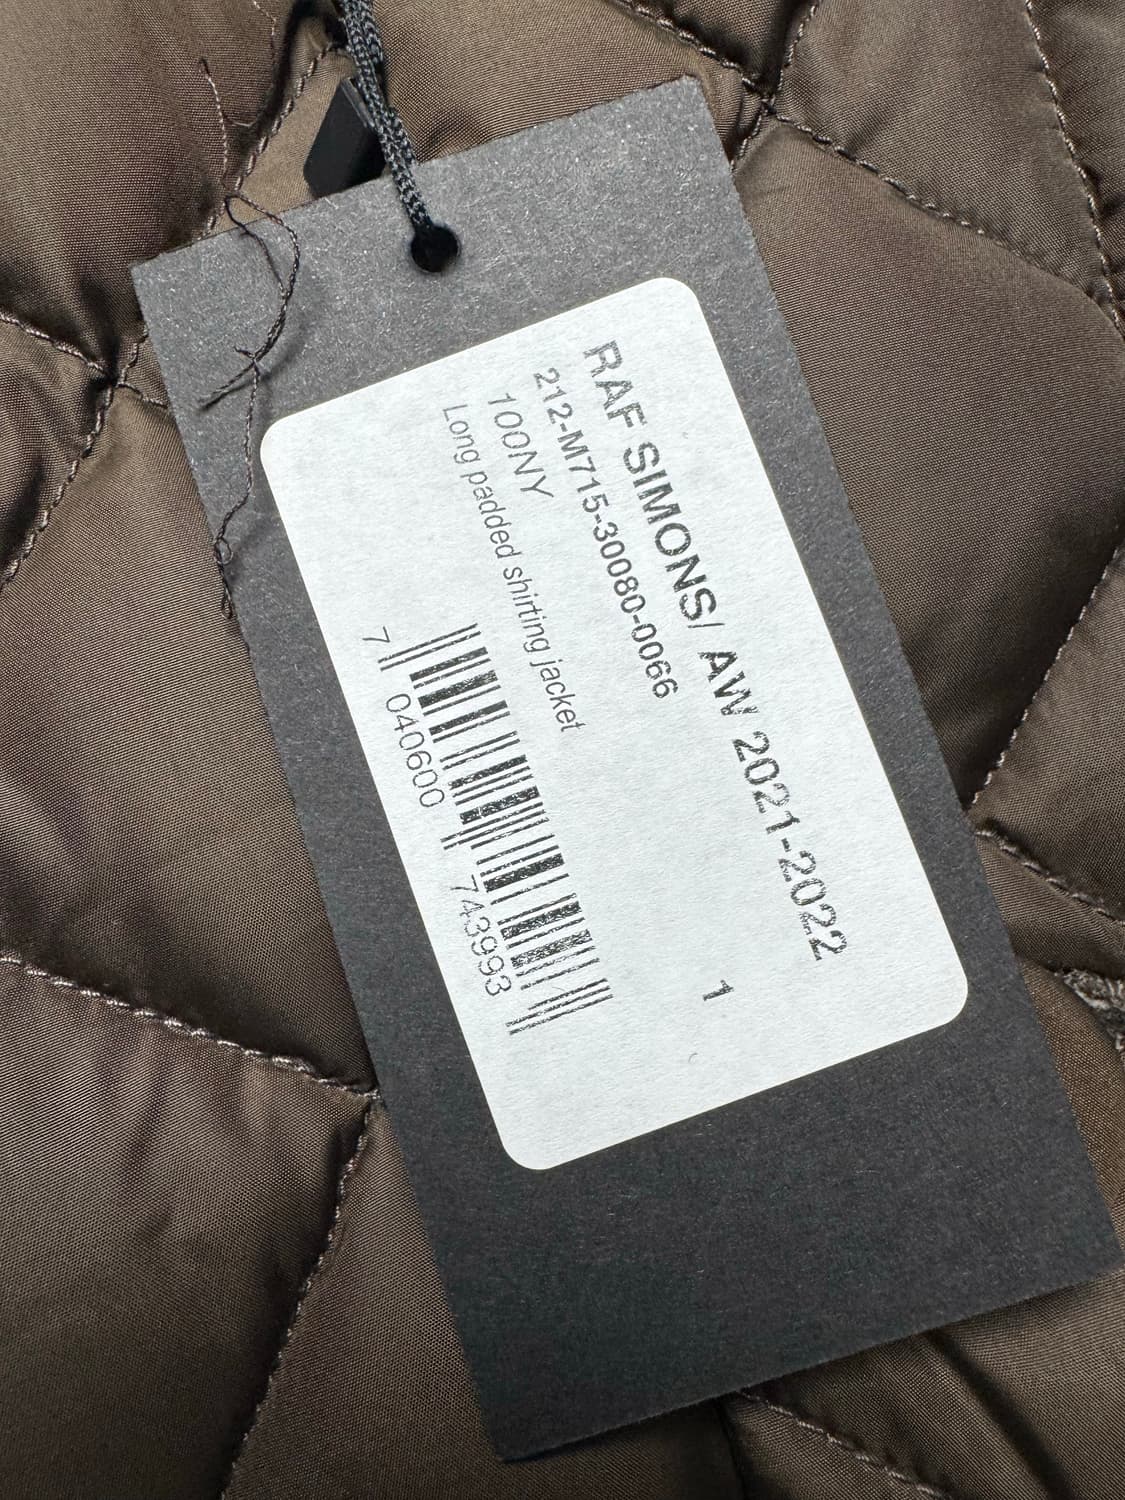 RAF SIMONS/ AW 2021-2022
212-M715-30080-0066
100NY
1
Long padded shirting jacket
7 040600 743993